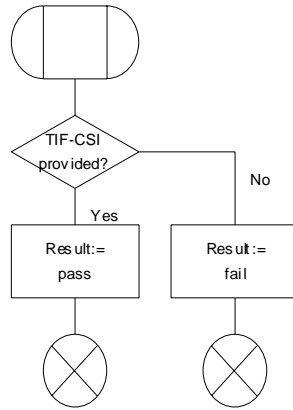 TIF-CSI
provided?
No
Yes
Result:=
pass
Result:=
fail